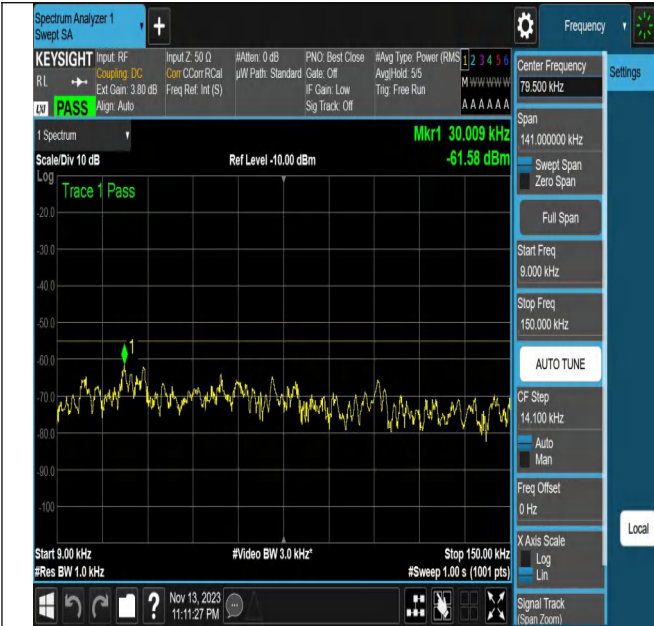 Spectrum Analyzer 1
Swept SA
+
Frequency
KEYSIGHT
RL
LXI
PASS
Input: RF
Coupling: DC
Ext Gain: 3.80 dB
Align: Auto
Input Z: 50 Ω
Corr CCorr RCal
Freq Ref: Int (S)
#Atten: 0 dB
µW Path: Standard
PNO: Best Close
Gate: Off
IF Gain: Low
Sig Track: Off
#Avg Type: Power (RMS
Avg|Hold: 5/5
Trig: Free Run
1 2 3 4 5 6
M W W W W W
A A A A A A
1 Spectrum
Scale/Div 10 dB
Log
Ref Level -10.00 dBm
Mkr1 30.009 kHz
-61.58 dBm
Trace 1 Pass
-20.0
-30.0
-40.0
-50.0
-60.0
-70.0
-80.0
-90.0
-100
1
Start 9.00 kHz
#Res BW 1.0 kHz
#Video BW 3.0 kHz*
Stop 150.00 kHz
#Sweep 1.00 s (1001 pts)
?
Nov 13, 2023
11:11:27 PM
Center Frequency
79.500 kHz
Settings
Span
141.000000 kHz
Swept Span
Zero Span
Full Span
Start Freq
9.000 kHz
Stop Freq
150.000 kHz
AUTO TUNE
CF Step
14.100 kHz
Auto
Man
Freq Offset
0 Hz
X Axis Scale
Log
Lin
Local
Signal Track
(Span Zoom)